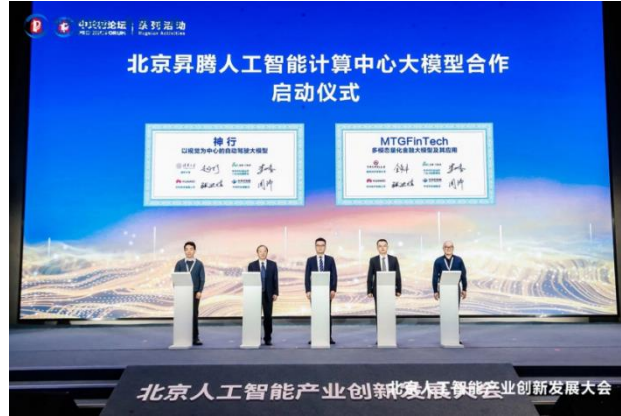 论坛
系列活动
北京昇腾人工智能计算中心大模型合作
启动仪式
神行
以视觉为中心的自动驾驶大模型
MTGFinTech
多模态量化金融大模型及其应用
北京人工智能产业创新发展大会
北京人工智能产业创新发展大会